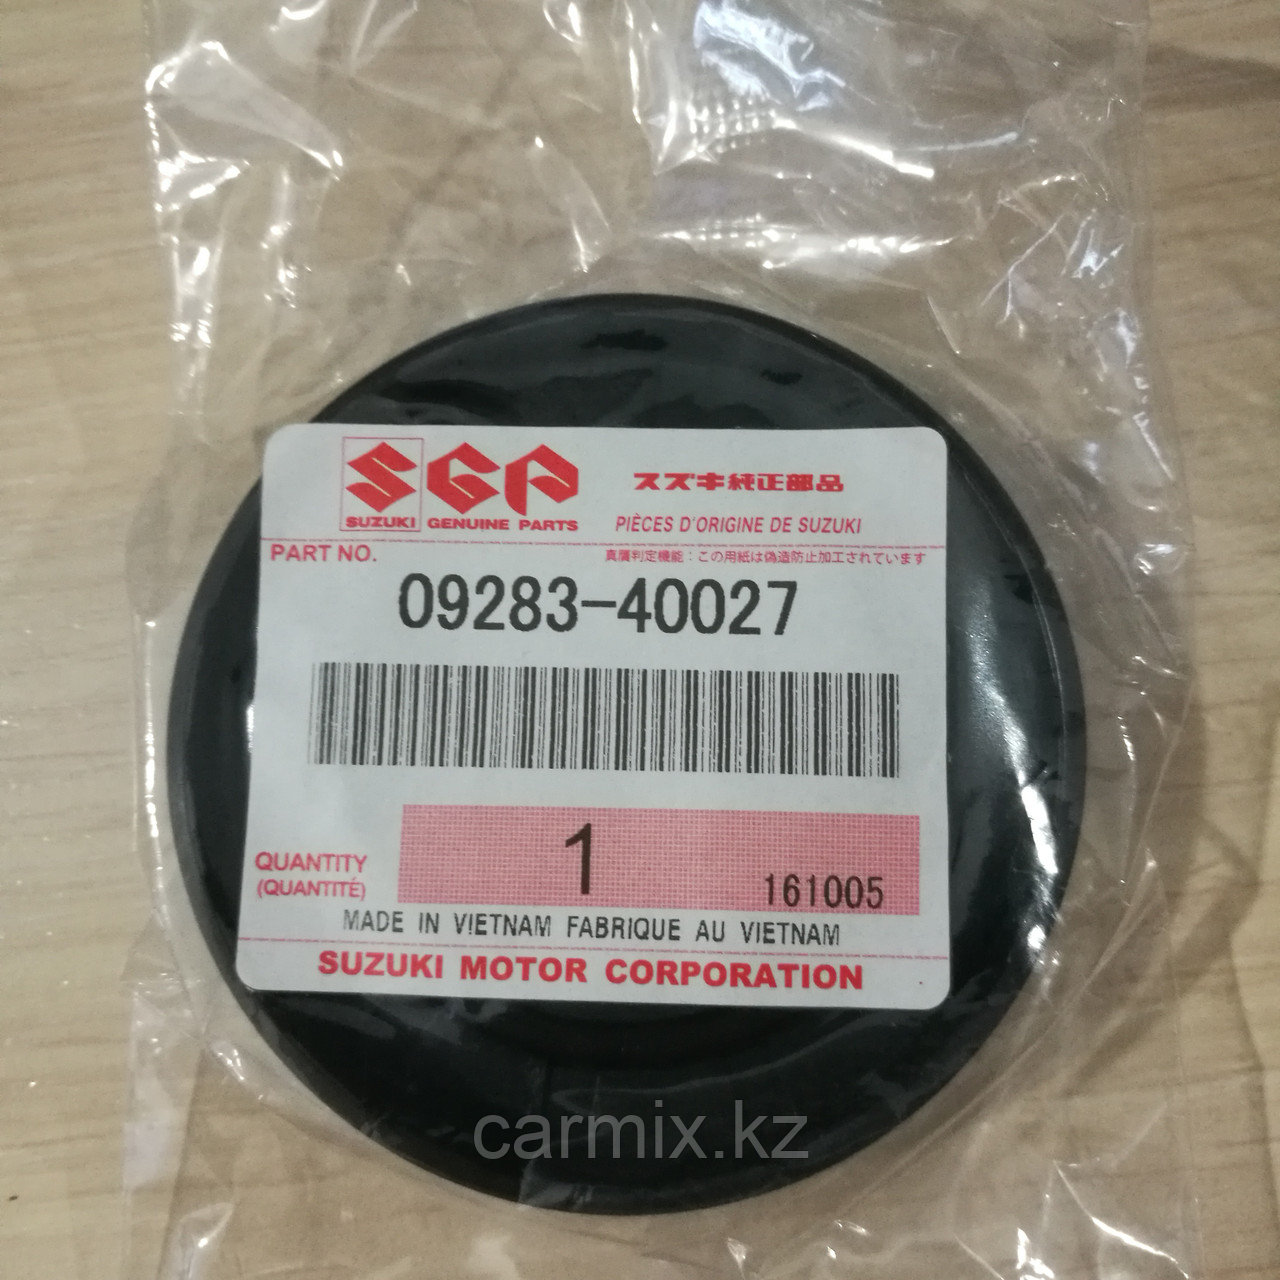 SGP
SUZUKI GENUINE PARTS
スズキ純正部品
PIÈCES D'ORIGINE DE SUZUKI
PART NO.
真贋判定機能：この用紙は偽造防止加工されています
09283-40027
QUANTITY
(QUANTITÉ)
1
161005
MADE IN VIETNAM FABRIQUE AU VIETNAM
SUZUKI MOTOR CORPORATION
carmix.kz